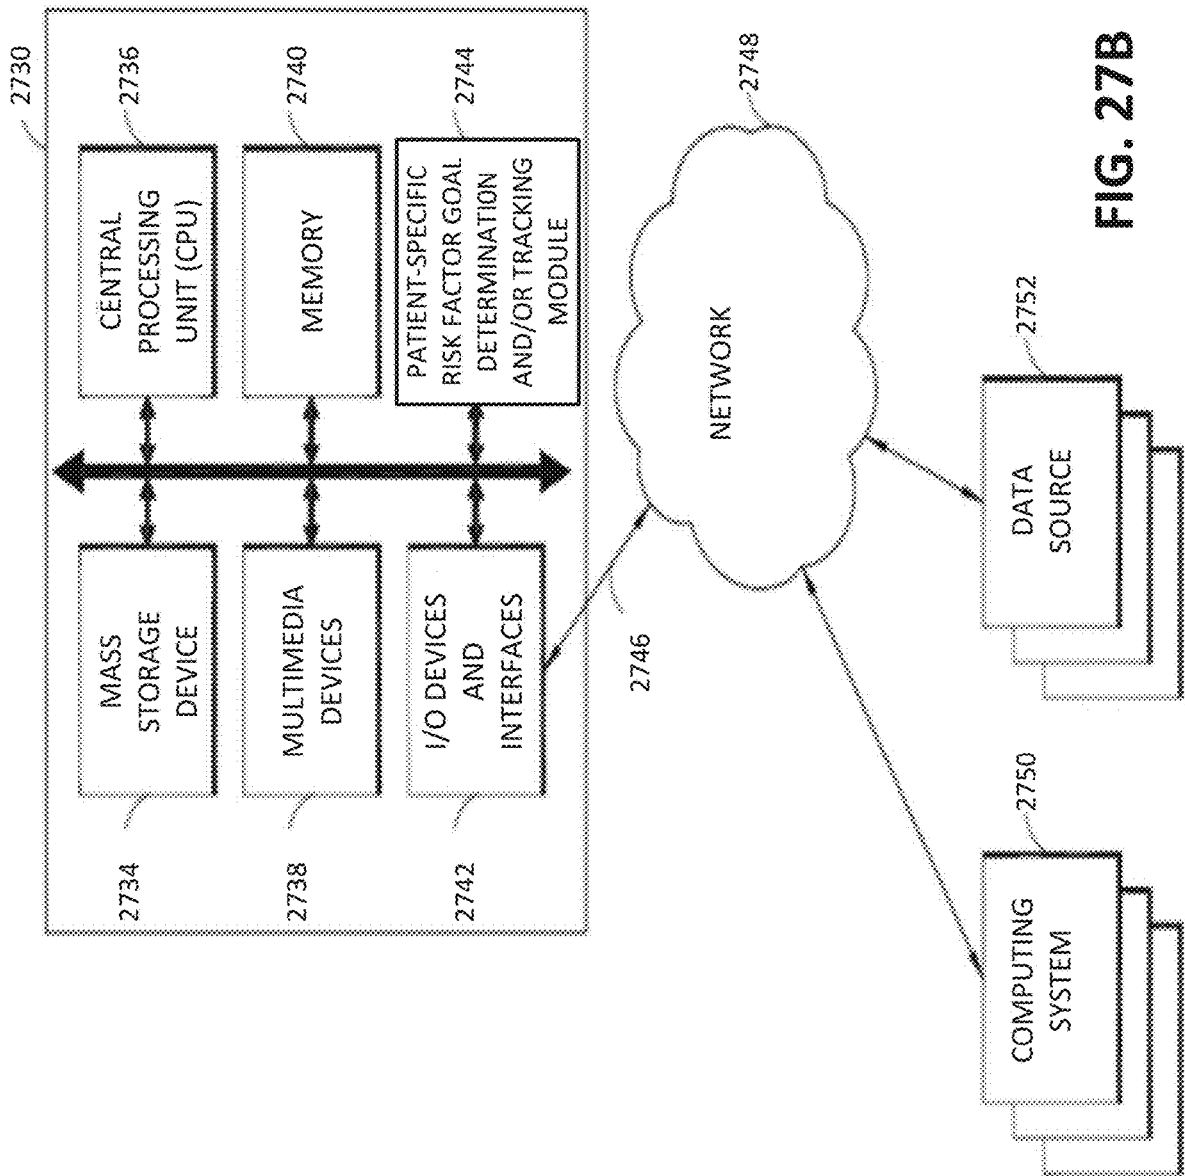 2730
2734
MASS
STORAGE
DEVICE
CENTRAL
PROCESSING
UNIT (CPU)
2736
2738
MULTIMEDIA
DEVICES
MEMORY
2740
2742
I/O DEVICES
AND
INTERFACES
PATIENT-SPECIFIC
RISK FACTOR GOAL
DETERMINATION
AND/OR TRACKING
MODULE
2744
2746
NETWORK
2748
COMPUTING
SYSTEM
2750
DATA
SOURCE
2752
FIG. 27B